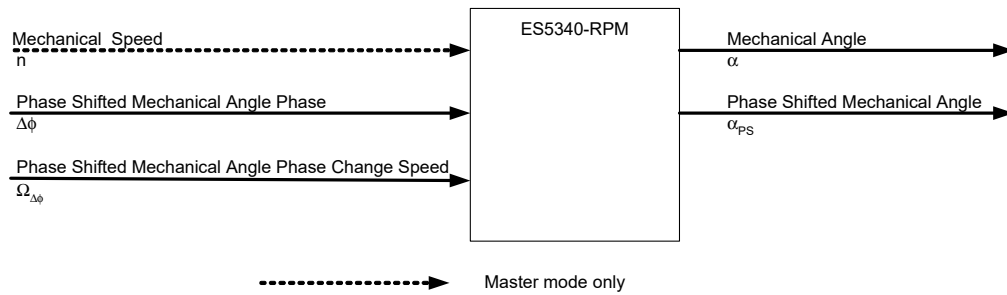 ES5340-RPM
Mechanical Speed
n
Phase Shifted Mechanical Angle Phase
Δϕ
Phase Shifted Mechanical Angle Phase Change Speed
ΩΔϕ
Mechanical Angle
α
Phase Shifted Mechanical Angle
αPS
Master mode only